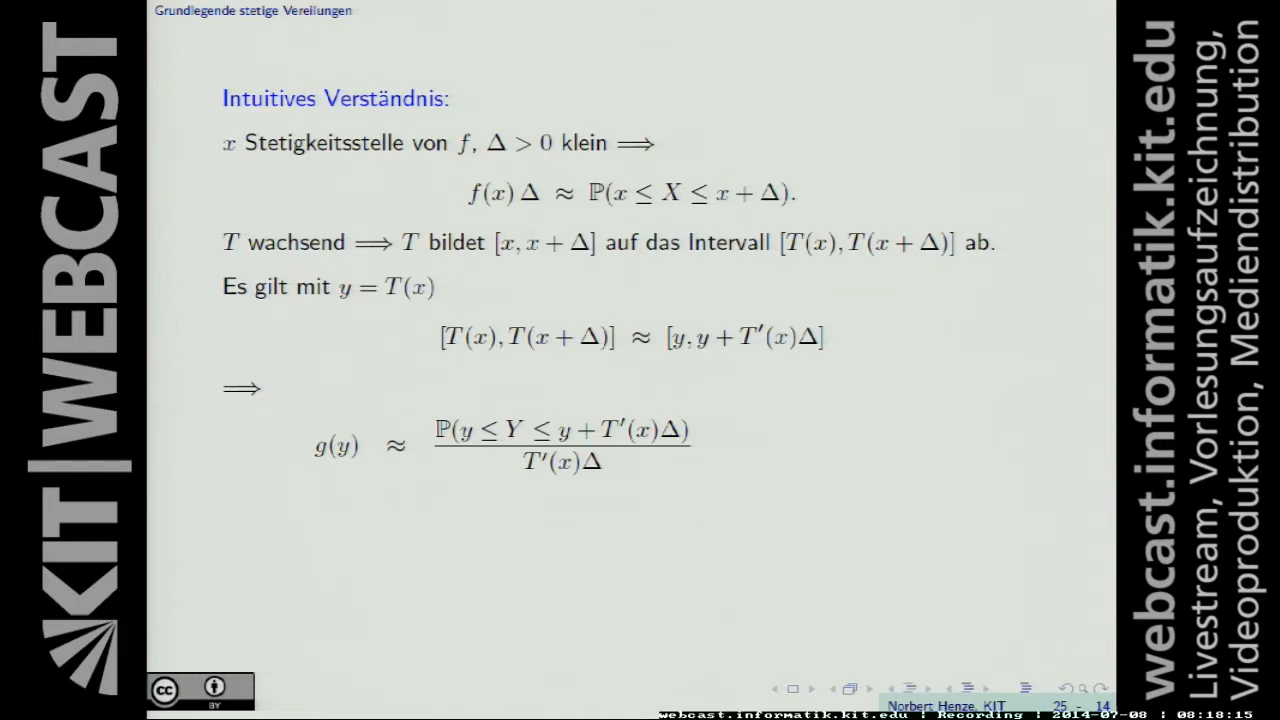 Grundlegende stetige Vereilungen
Intuitives Verständnis:
x Stetigkeitsstelle von f, Δ > 0 klein ⟹
f(x) Δ ≈ ℙ(x ≤ X ≤ x + Δ).
T wachsend ⟹ T bildet [x, x + Δ] auf das Intervall [T(x), T(x + Δ)] ab.
Es gilt mit y = T(x)
[T(x), T(x + Δ)] ≈ [y, y + T′(x)Δ]
⟹
g(y) ≈ ℙ(y ≤ Y ≤ y + T′(x)Δ) / T′(x)Δ
Norbert Henze, KIT 25 - 14
webcast.informatik.kit.edu | Recording | 2014-07-08 | 08:18:15
KIT | WEBCAST
cc BY
webcast.informatik.kit.edu
Livestream, Vorlesungsaufzeichnung,
Videoproduktion, Mediendistribution